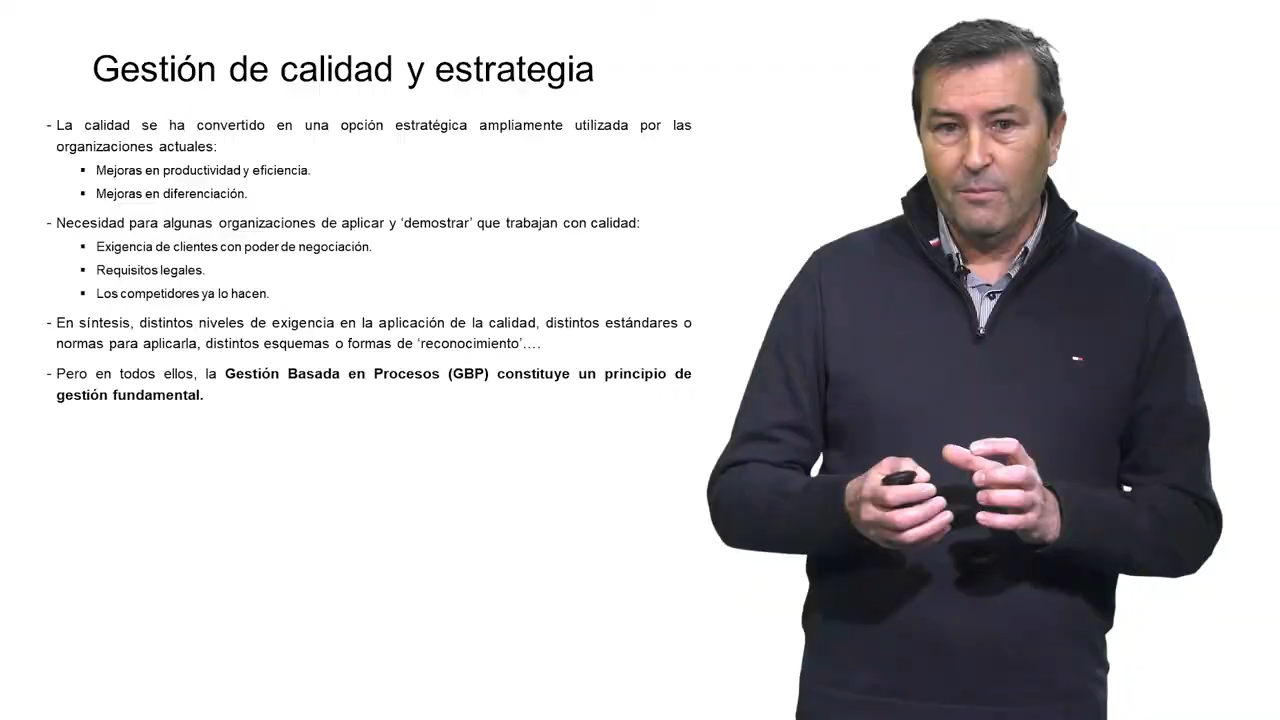 Gestión de calidad y estrategia
- La calidad se ha convertido en una opción estratégica ampliamente utilizada por las
organizaciones actuales:
▪ Mejoras en productividad y eficiencia.
▪ Mejoras en diferenciación.
- Necesidad para algunas organizaciones de aplicar y ‘demostrar’ que trabajan con calidad:
▪ Exigencia de clientes con poder de negociación.
▪ Requisitos legales.
▪ Los competidores ya lo hacen.
- En síntesis, distintos niveles de exigencia en la aplicación de la calidad, distintos estándares o
normas para aplicarla, distintos esquemas o formas de ‘reconocimiento’….
- Pero en todos ellos, la Gestión Basada en Procesos (GBP) constituye un principio de
gestión fundamental.